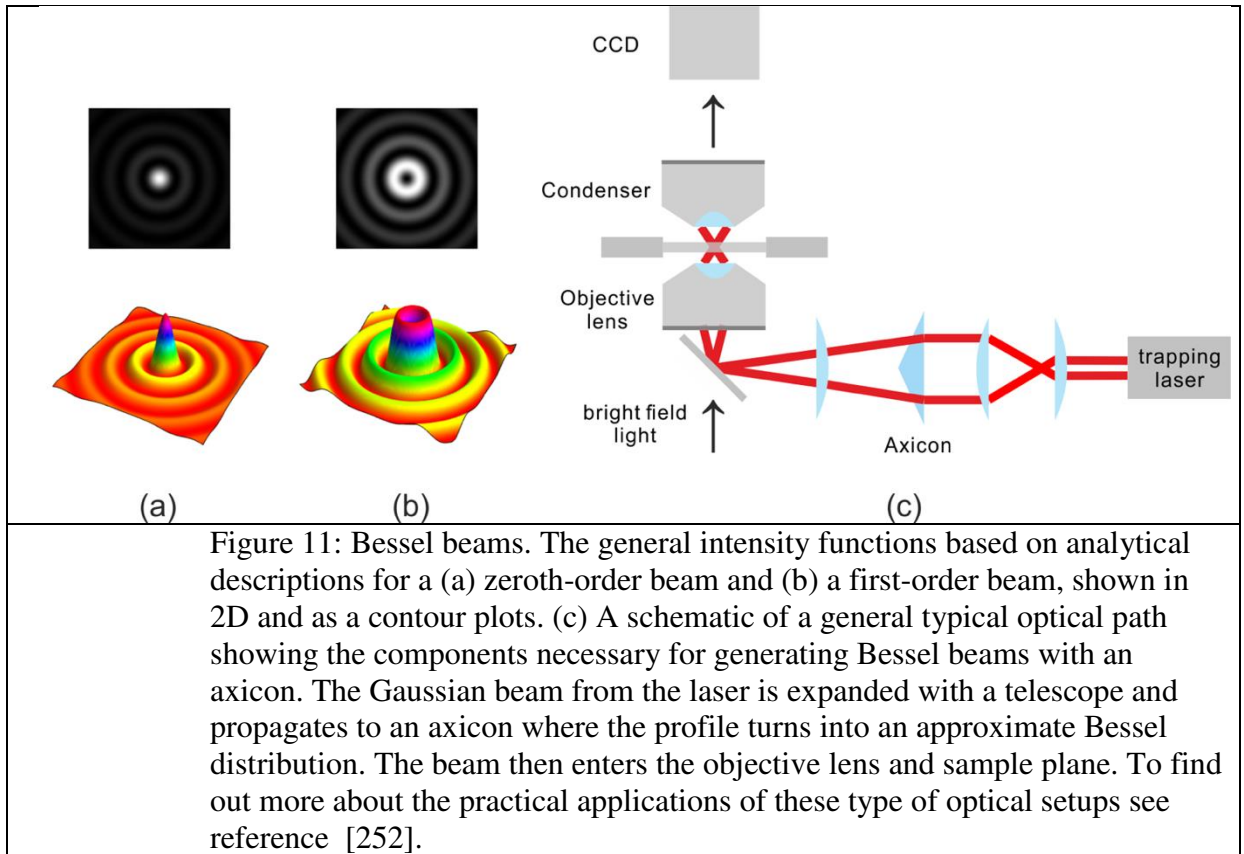 CCD
Condenser
Objective
lens
bright field
light
Axicon
trapping
laser
(a)
(b)
(c)
Figure 11: Bessel beams. The general intensity functions based on analytical
descriptions for a (a) zeroth-order beam and (b) a first-order beam, shown in
2D and as a contour plots. (c) A schematic of a general typical optical path
showing the components necessary for generating Bessel beams with an
axicon. The Gaussian beam from the laser is expanded with a telescope and
propagates to an axicon where the profile turns into an approximate Bessel
distribution. The beam then enters the objective lens and sample plane. To find
out more about the practical applications of these type of optical setups see
reference [252].